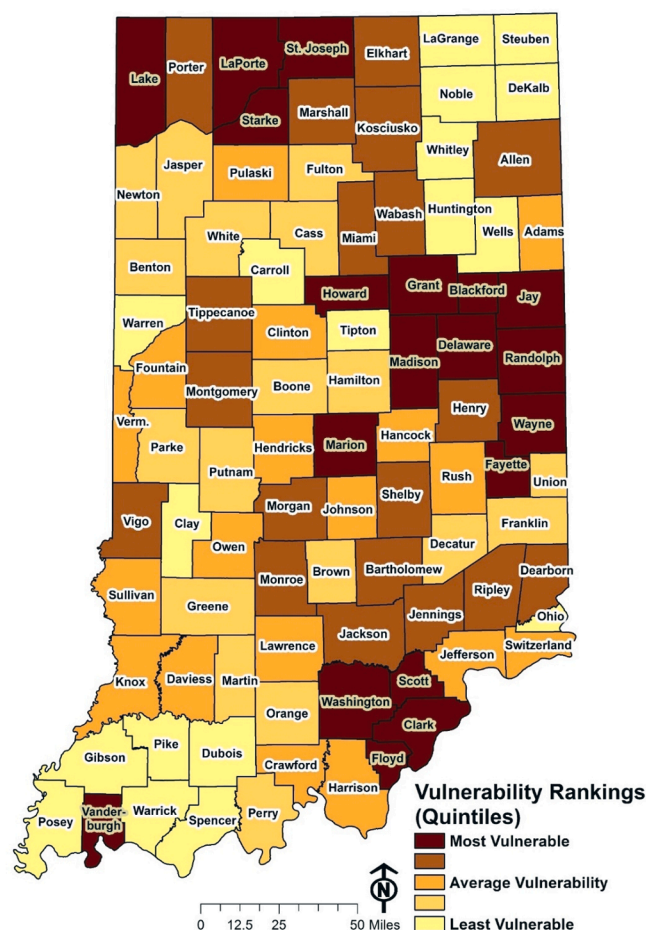 LaGrange
Steuben
St. Joseph
Elkhart
LaPorte
Porter
Lake
Noble
DeKalb
Starke
Marshall
Kosciusko
Whitley
Allen
Jasper
Pulaski
Fulton
Newton
Wabash
Huntington
Wells
Adams
White
Cass
Miami
Benton
Carroll
Howard
Grant
Blackford
Jay
Tippecanoe
Warren
Clinton
Tipton
Delaware
Madison
Randolph
Fountain
Montgomery
Boone
Hamilton
Henry
Verm.
Wayne
Parke
Hendricks
Marion
Hancock
Putnam
Fayette
Rush
Union
Vigo
Clay
Morgan
Johnson
Shelby
Franklin
Owen
Decatur
Monroe
Brown
Bartholomew
Dearborn
Ripley
Sullivan
Greene
Jennings
Ohio
Jackson
Lawrence
Switzerland
Jefferson
Knox
Daviess
Martin
Scott
Washington
Orange
Clark
Pike
Dubois
Gibson
Floyd
Crawford
Harrison
Vander-
burgh
Posey
Warrick
Spencer
Perry
Vulnerability Rankings
(Quintiles)
Most Vulnerable
Average Vulnerability
Least Vulnerable
N
0 12.5 25 50 Miles